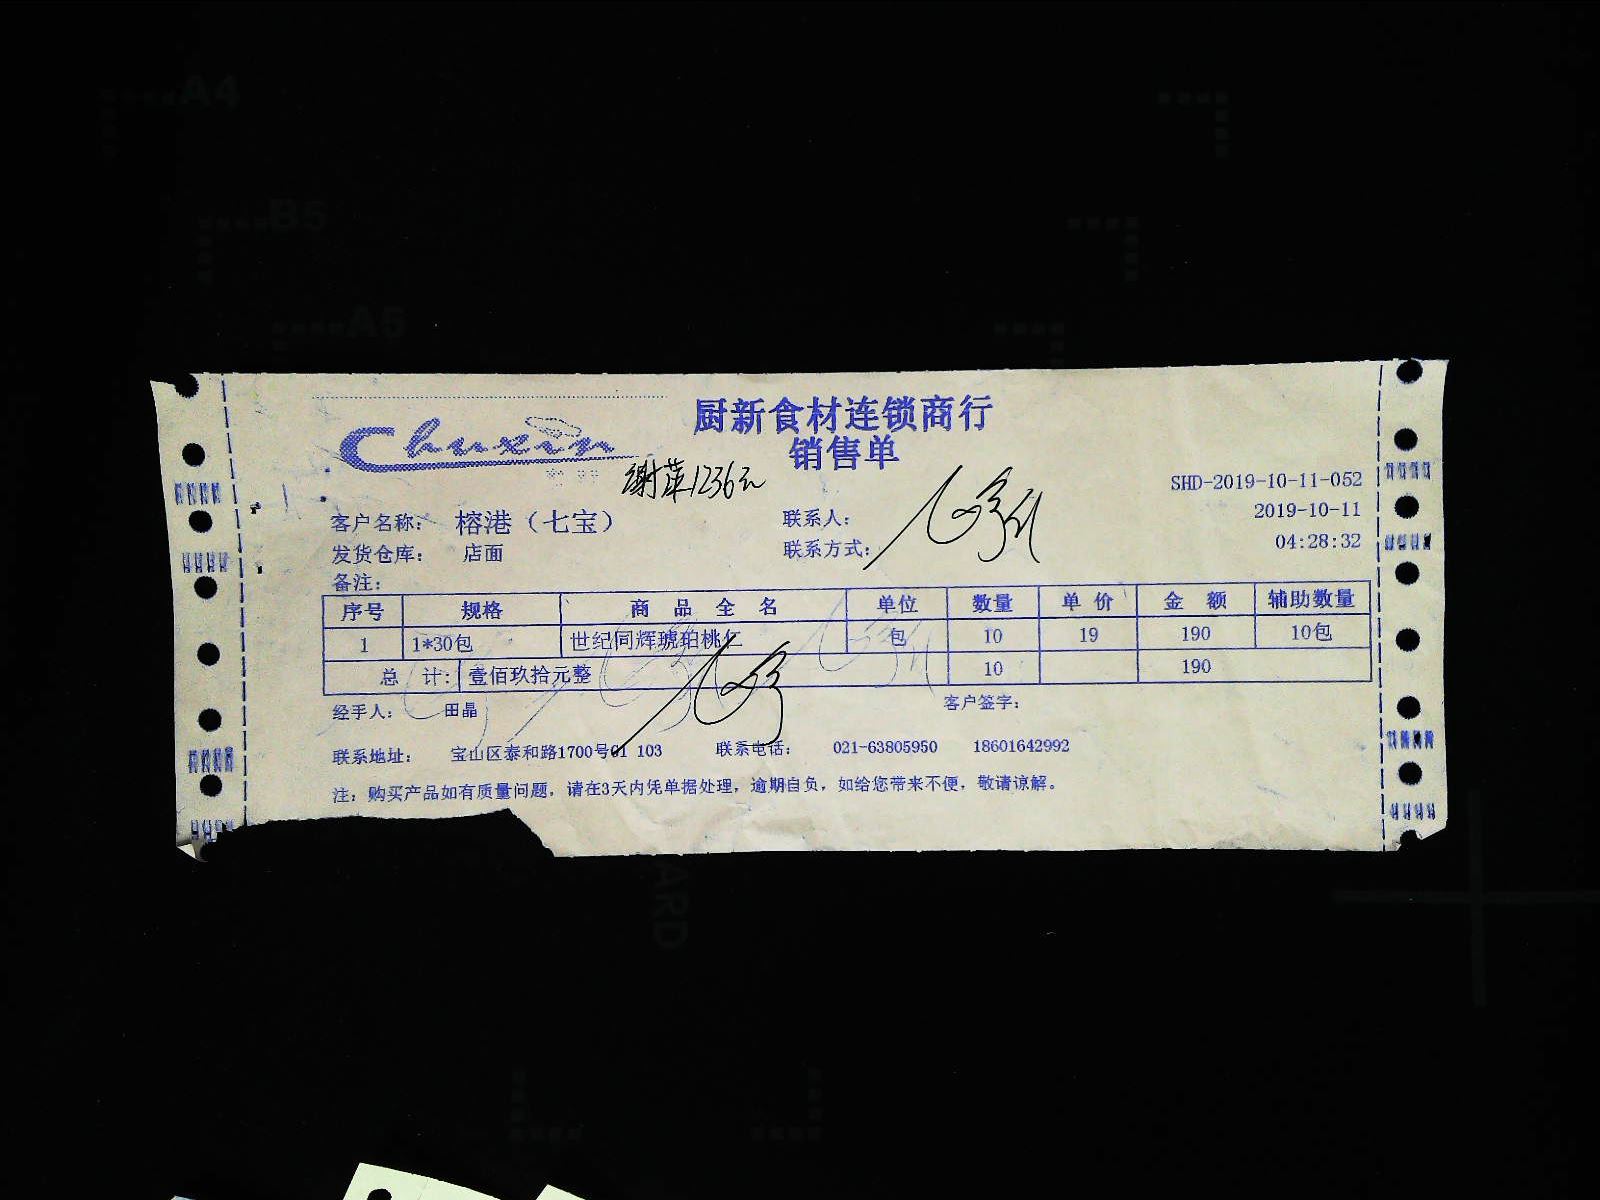 A4
B5
A5
Chuxin
厨新食材连锁商行
销售单
谢萍1236元
SHD-2019-10-11-052
客户名称： 榕港（七宝） 联系人： 2019-10-11
发货仓库： 店面 联系方式： 04:28:32
备注：
序号 规格 商品全名 单位 数量 单价 金额 辅助数量
1 1*30包 世纪同辉琥珀桃仁 包 10 19 190 10包
总计： 壹佰玖拾元整 10 190
经手人： 田晶 客户签字：
联系地址： 宝山区泰和路1700号G1 103 联系电话： 021-63805950 18601642992
注：购买产品如有质量问题，请在3天内凭单据处理，逾期自负，如给您带来不便，敬请谅解。
ARD